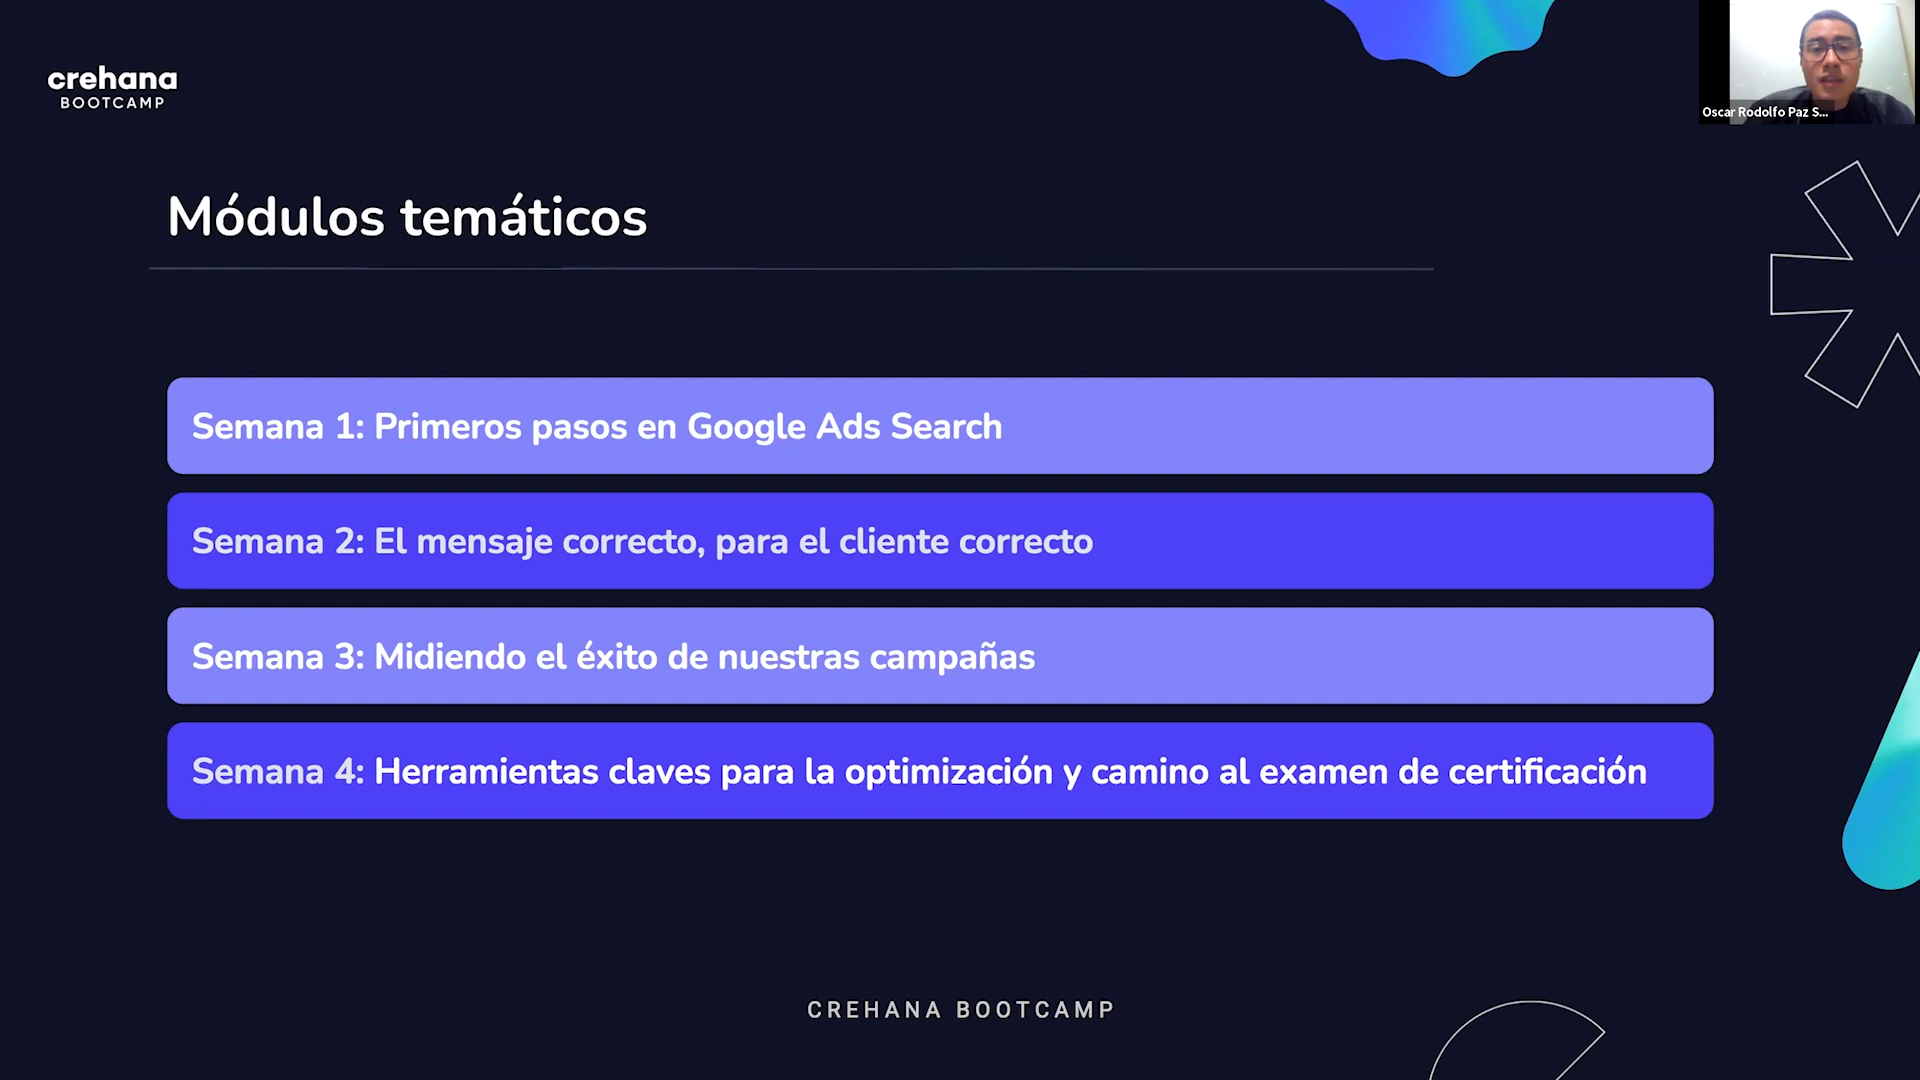 crehana
BOOTCAMP
Oscar Rodolfo Paz S...
Módulos temáticos
Semana 1: Primeros pasos en Google Ads Search
Semana 2: El mensaje correcto, para el cliente correcto
Semana 3: Midiendo el éxito de nuestras campañas
Semana 4: Herramientas claves para la optimización y camino al examen de certificación
CREHANA BOOTCAMP